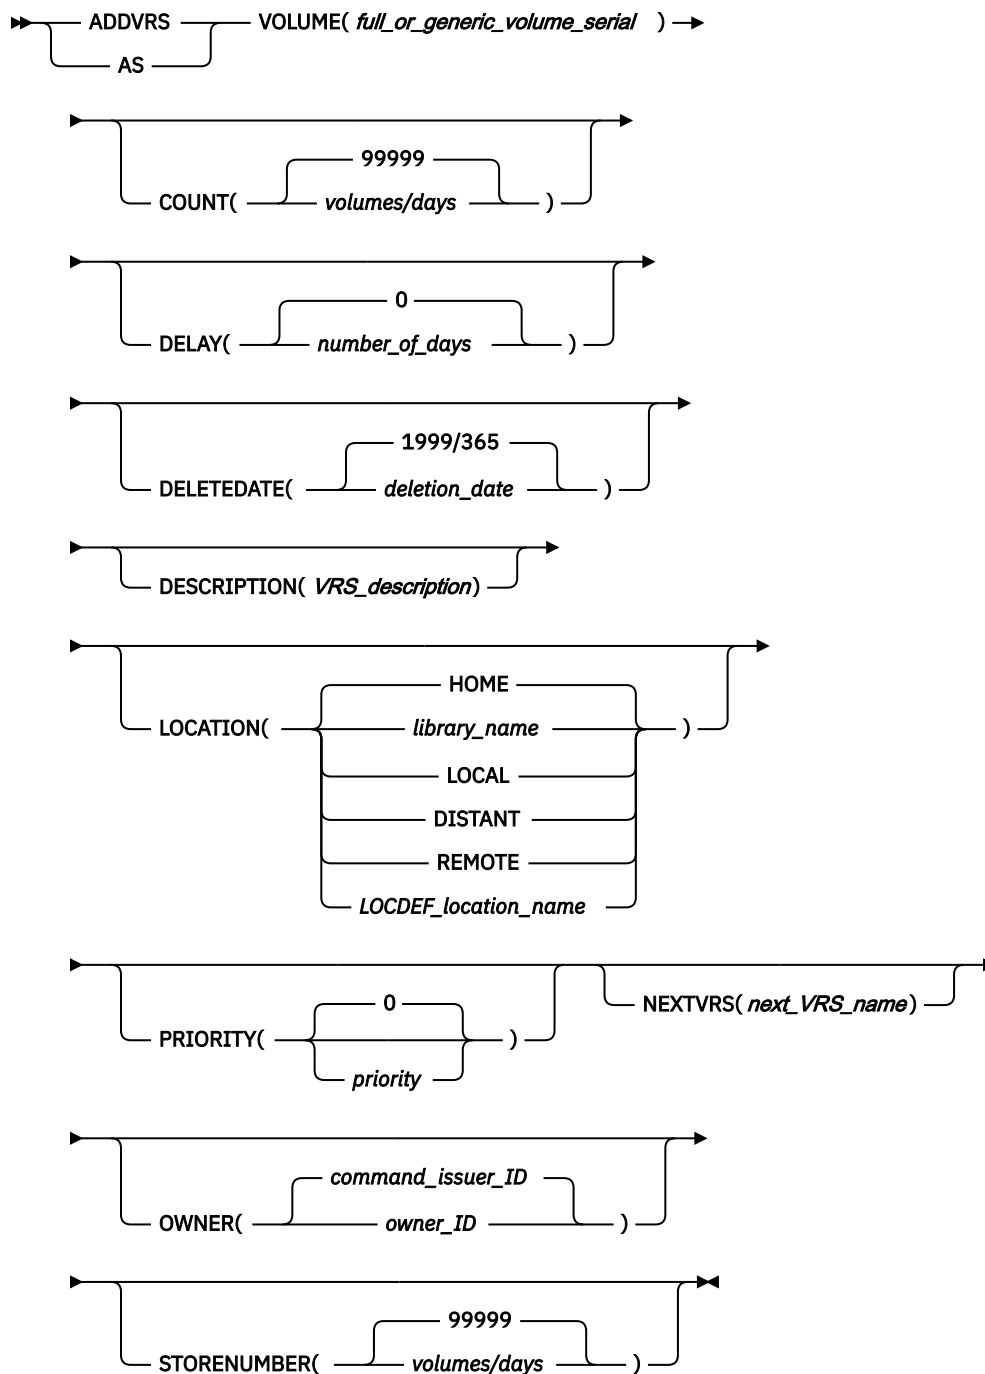 ADDVRS VOLUME( full_or_generic_volume_serial )
AS
99999
COUNT( volumes/days )
0
DELAY( number_of_days )
1999/365
DELETEDATE( deletion_date )
DESCRIPTION( VRS_description)
HOME
LOCATION( library_name )
LOCAL
DISTANT
REMOTE
LOCDEF_location_name
0
NEXTVRS( next_VRS_name)
PRIORITY( )
priority
command_issuer_ID
OWNER( owner_ID )
99999
STORENUMBER( volumes/days )